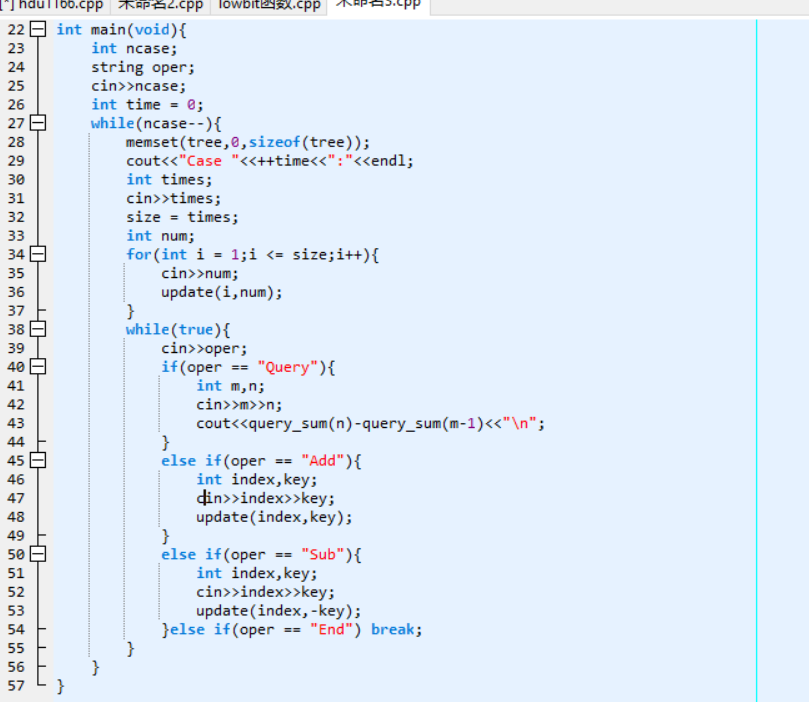 [*] hdu1166.cpp 未命名2.cpp lowbit函数.cpp 未命名3.cpp
22 int main(void){
23 int ncase;
24 string oper;
25 cin>>ncase;
26 int time = 0;
27 while(ncase--){
28 memset(tree,0,sizeof(tree));
29 cout<<"Case "<<++time<<":"<<endl;
30 int times;
31 cin>>times;
32 size = times;
33 int num;
34 for(int i = 1;i <= size;i++){
35 cin>>num;
36 update(i,num);
37 }
38 while(true){
39 cin>>oper;
40 if(oper == "Query"){
41 int m,n;
42 cin>>m>>n;
43 cout<<query_sum(n)-query_sum(m-1)<<"\n";
44 }
45 else if(oper == "Add"){
46 int index,key;
47 cin>>index>>key;
48 update(index,key);
49 }
50 else if(oper == "Sub"){
51 int index,key;
52 cin>>index>>key;
53 update(index,-key);
54 }else if(oper == "End") break;
55 }
56 }
57 }